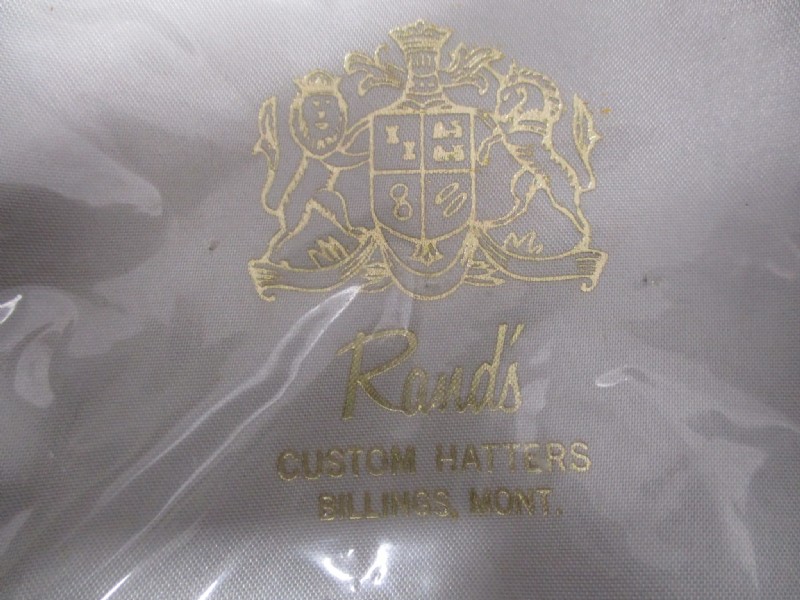 Rand's
CUSTOM HATTERS
BILLINGS, MONT.